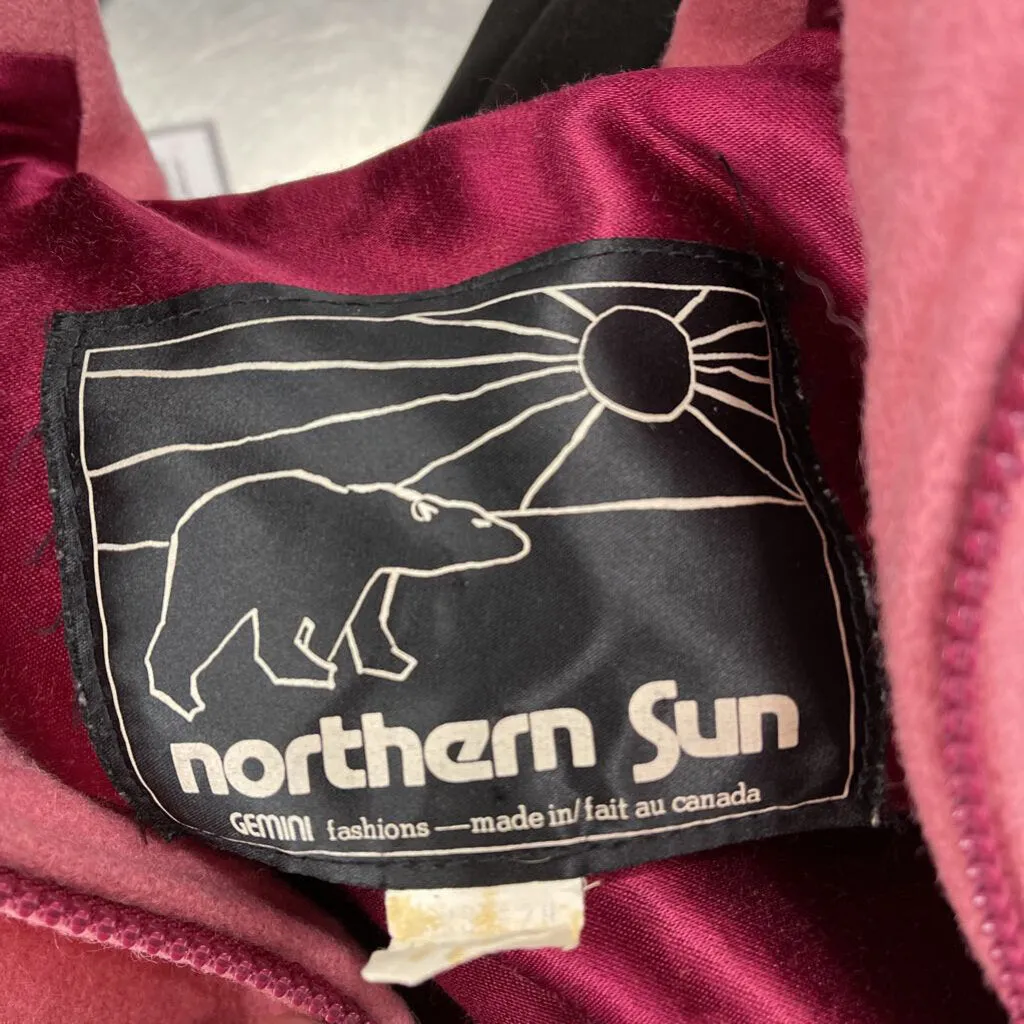 northern Sun
GEMINI fashions—made in/fait au canada